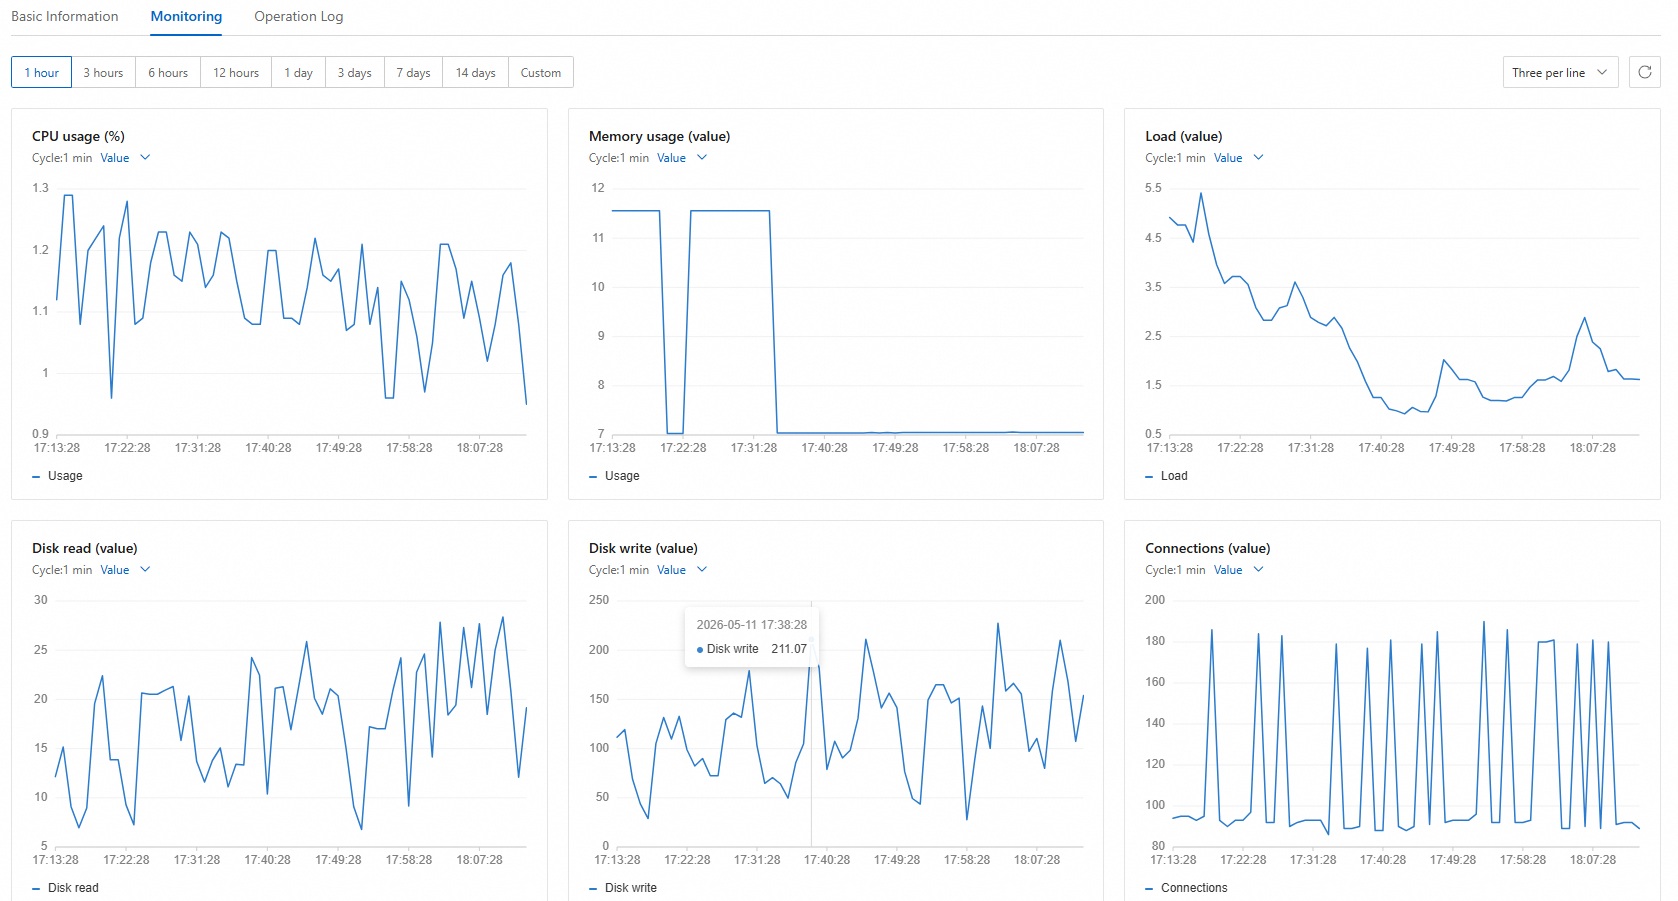 Basic Information Monitoring Operation Log
1 hour 3 hours 6 hours 12 hours 1 day 3 days 7 days 14 days Custom Three per line
CPU usage (%)
Cycle:1 min Value
1.3
1.2
1.1
1
0.9
17:13:28 17:22:28 17:31:28 17:40:28 17:49:28 17:58:28 18:07:28
Usage
Memory usage (value)
Cycle:1 min Value
12
11
10
9
8
7
17:13:28 17:22:28 17:31:28 17:40:28 17:49:28 17:58:28 18:07:28
Usage
Load (value)
Cycle:1 min Value
5.5
4.5
3.5
2.5
1.5
0.5
17:13:28 17:22:28 17:31:28 17:40:28 17:49:28 17:58:28 18:07:28
Load
Disk read (value)
Cycle:1 min Value
30
25
20
15
10
5
17:13:28 17:22:28 17:31:28 17:40:28 17:49:28 17:58:28 18:07:28
Disk read
Disk write (value)
Cycle:1 min Value
250
200
150
100
50
0
2026-05-11 17:38:28
Disk write 211.07
17:13:28 17:22:28 17:31:28 17:40:28 17:49:28 17:58:28 18:07:28
Disk write
Connections (value)
Cycle:1 min Value
200
180
160
140
120
100
80
17:13:28 17:22:28 17:31:28 17:40:28 17:49:28 17:58:28 18:07:28
Connections